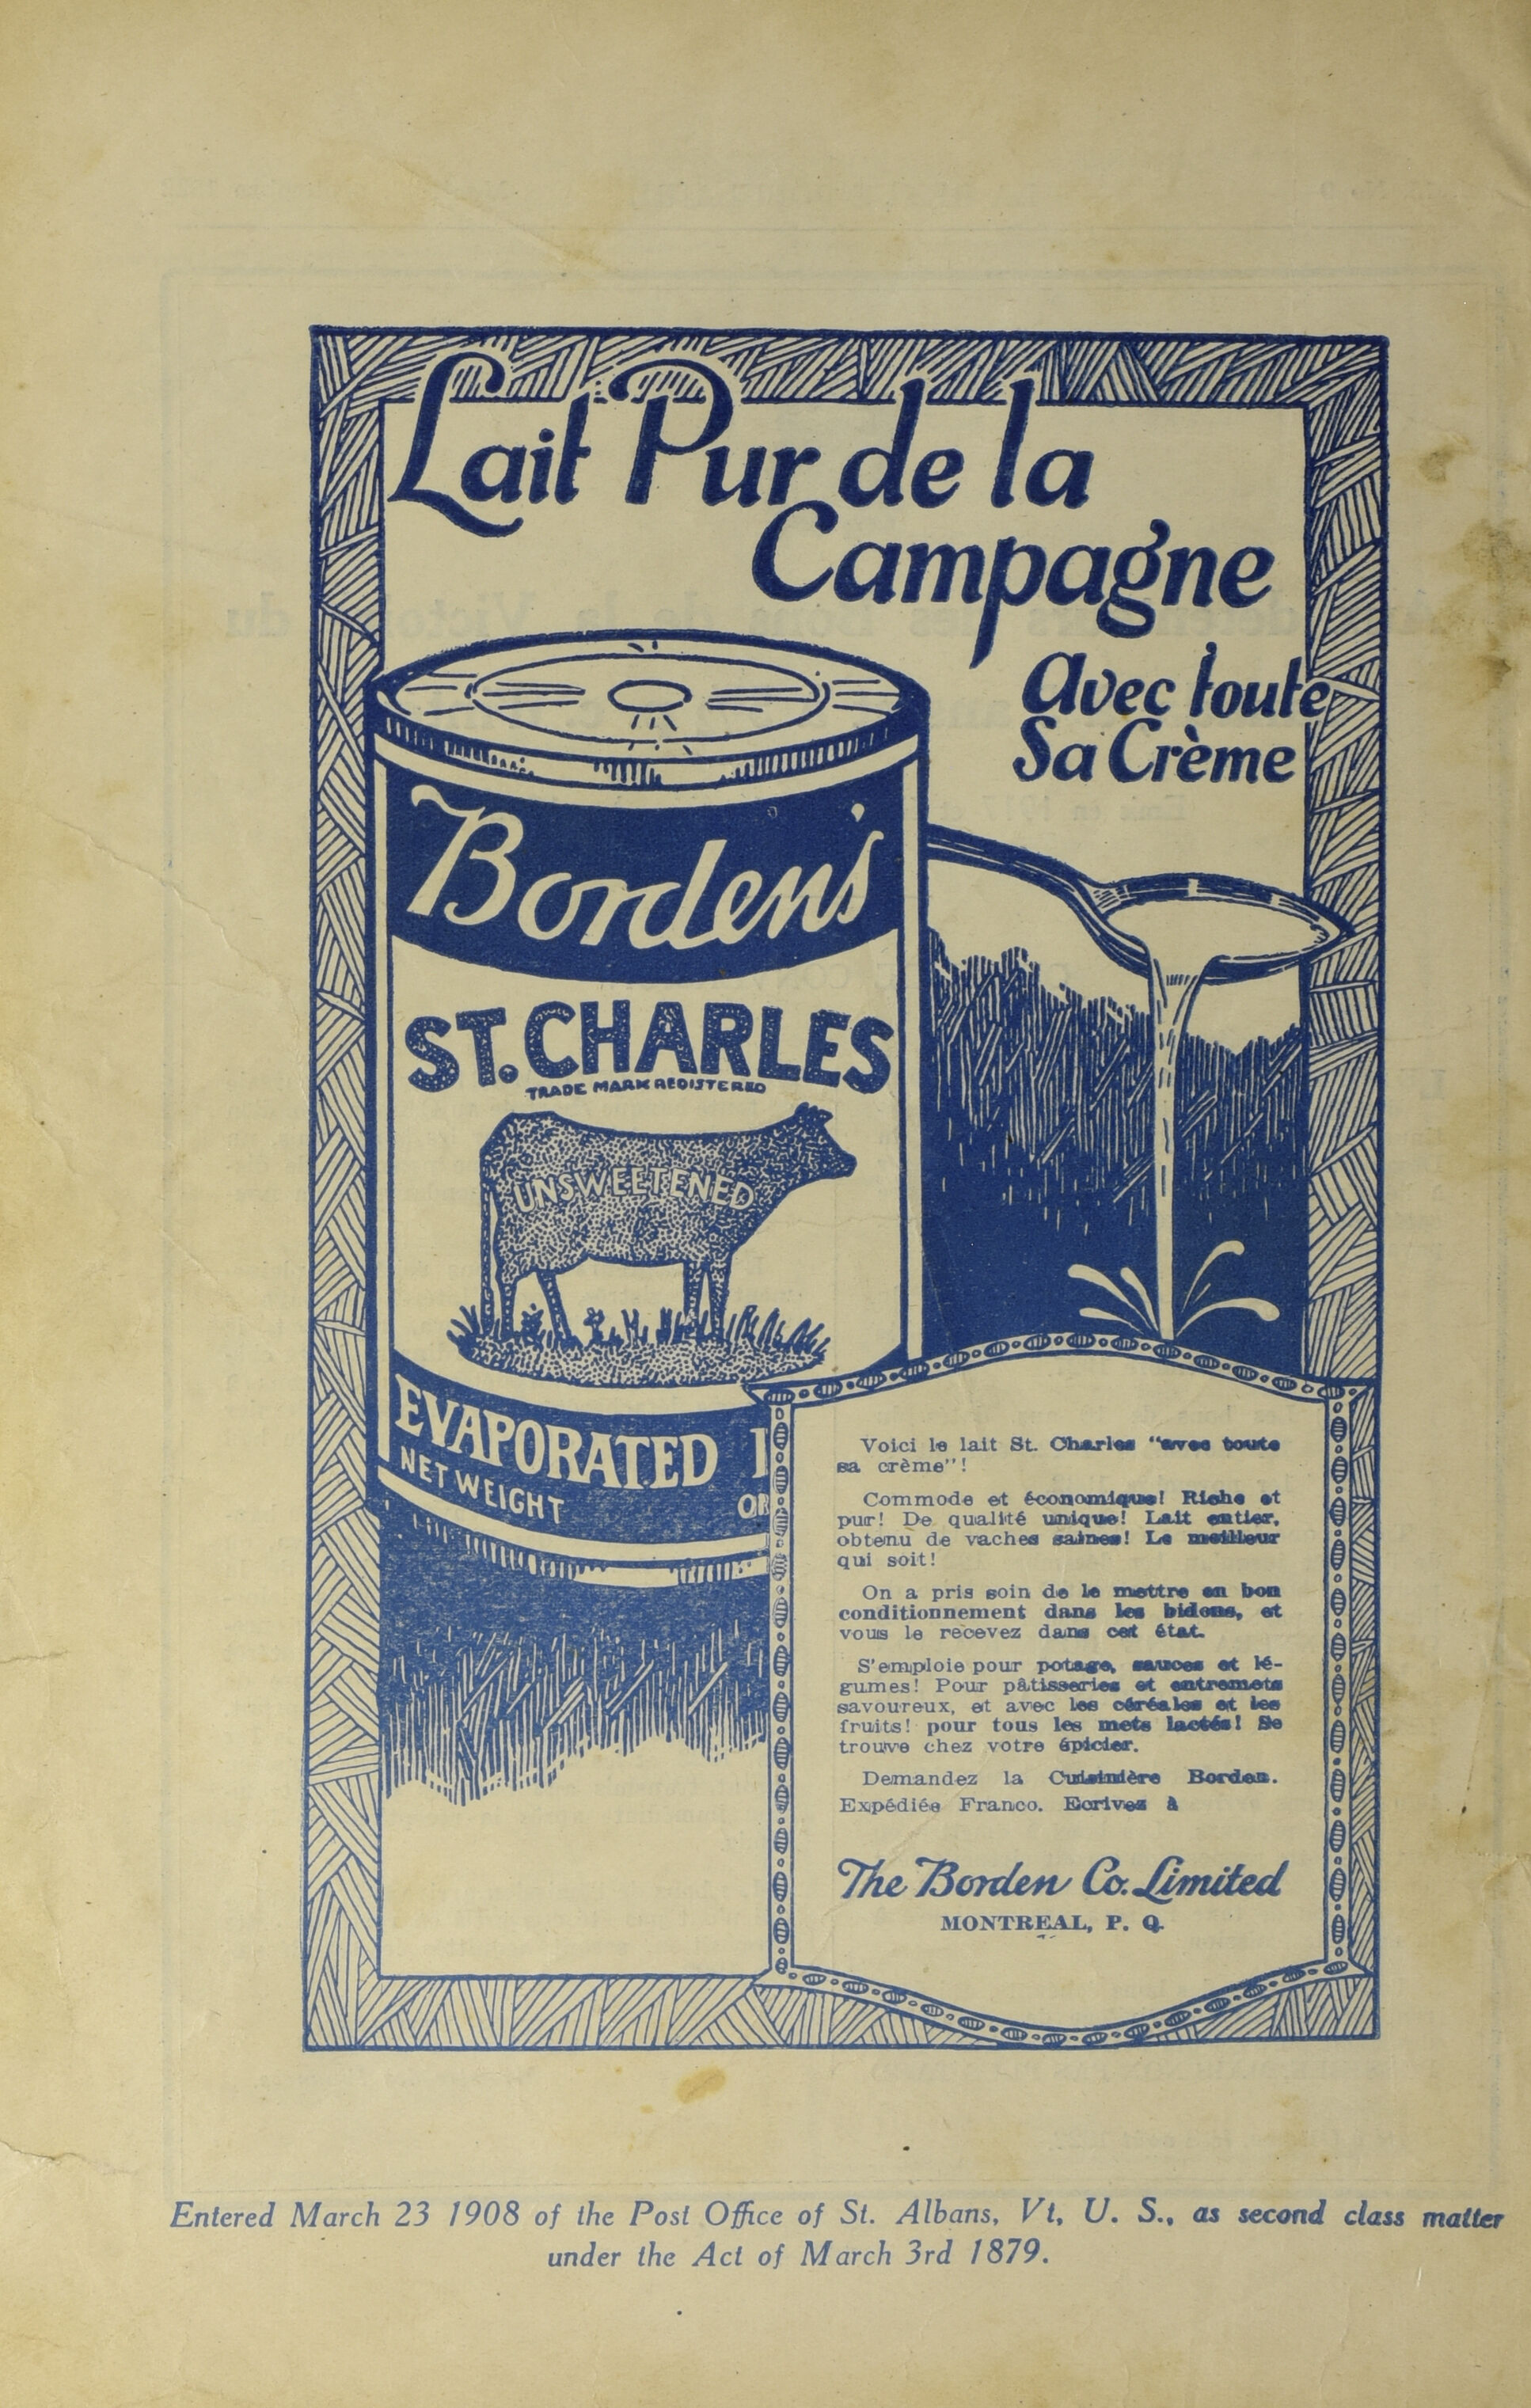 Lait Pur de la
Campagne
Avec toute
Sa Crème
Borden's
ST. CHARLES
TRADE MARK REGISTERED
UNSWEETENED
EVAPORATED
NET WEIGHT
Voici le lait St. Charles "avec toute
sa crème"!
Commode et économique! Riche et
pur! De qualité unique! Lait entier,
obtenu de vaches saines! Le meilleur
qui soit!
On a pris soin de le mettre en bon
conditionnement dans les bidons, et
vous le recevez dans cet état.
S'emploie pour potage, sauces et lé-
gumes! Pour pâtisseries et entremets
savoureux, et avec les céréales et les
fruits! pour tous les mets lactés! Se
trouve chez votre épicier.
Demandez la Cuisinière Borden.
Expédiée Franco. Ecrivez à
The Borden Co. Limited
MONTREAL, P. Q.
Entered March 23 1908 of the Post Office of St. Albans, Vt, U. S., as second class matter
under the Act of March 3rd 1879.